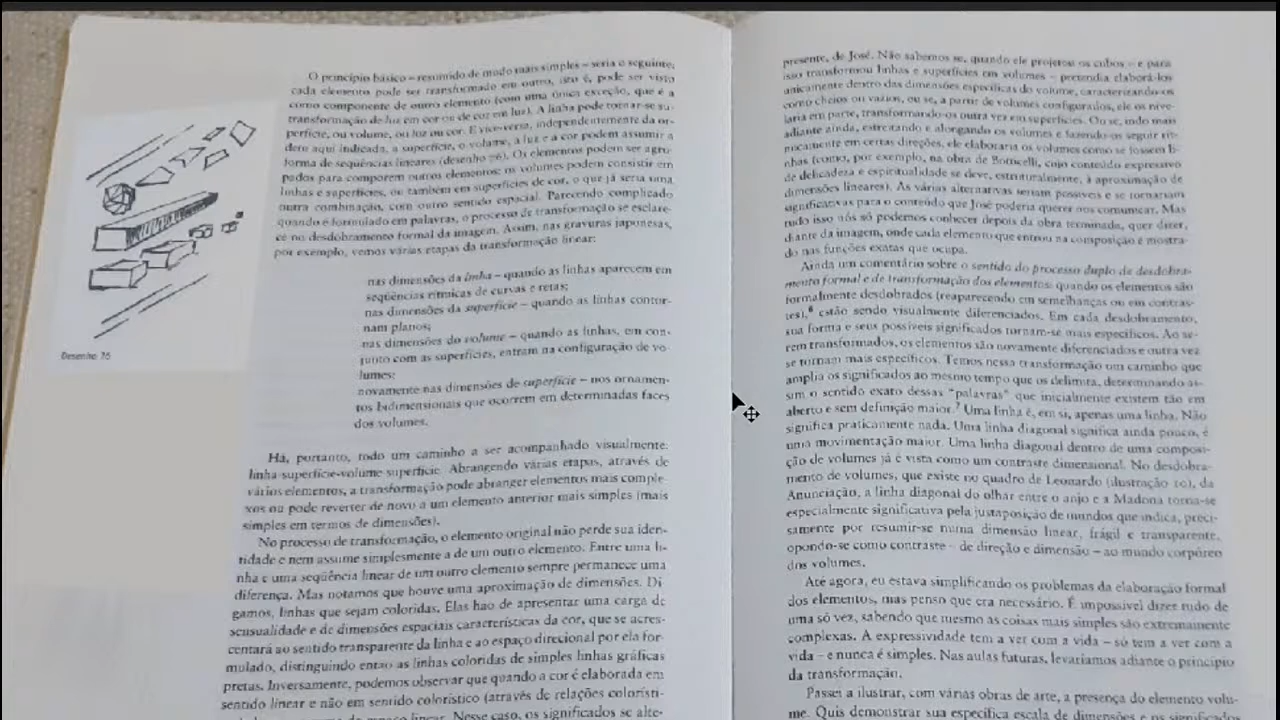 O princípio básico – resumido de modo mais simples – seria o seguinte:
cada elemento pode ser transformado em outro, isto é, pode ser visto
como componente de outro elemento (com uma única exceção, que é a
transformação de luz em cor ou de cor em luz). A linha pode tornar-se su-
perfície, ou volume, ou luz ou cor. E vice-versa, independentemente da or-
dem aqui indicada, a superfície, o volume, a luz e a cor podem assumir a
forma de seqüências lineares (desenho 76). Os elementos podem ser agru-
pados para comporem outros elementos: os volumes podem consistir em
linhas e superfícies, ou também em superfícies de cor, o que já seria uma
outra combinação, com outro sentido espacial. Parecendo complicado
quando é formulado em palavras, o processo de transformação se esclare-
ce no desdobramento formal da imagem. Assim, nas gravuras japonesas,
por exemplo, vemos várias etapas da transformação linear:
nas dimensões da linha – quando as linhas aparecem em
seqüências rítmicas de curvas e retas;
nas dimensões da superfície – quando as linhas contor-
nam planos;
nas dimensões do volume – quando as linhas, em con-
junto com as superfícies, entram na configuração de vo-
lumes;
novamente nas dimensões de superfície – nos ornamen-
tos bidimensionais que ocorrem em determinadas faces
dos volumes.
Desenho 76
Há, portanto, todo um caminho a ser acompanhado visualmente:
linha-superfície-volume superfície. Abrangendo várias etapas, através de
vários elementos, a transformação pode abranger elementos mais comple-
xos ou pode reverter de novo a um elemento anterior mais simples (mais
simples em termos de dimensões).
No processo de transformação, o elemento original não perde sua iden-
tidade e nem assume simplesmente a de um outro elemento. Entre uma li-
nha e uma seqüência linear de um outro elemento sempre permanece uma
diferença. Mas notamos que houve uma aproximação de dimensões. Di
gamos, linhas que sejam coloridas. Elas hão de apresentar uma carga de
sensualidade e de dimensões espaciais características da cor, que se acres-
centará ao sentido transparente da linha e ao espaço direcional por ela for-
mulado, distinguindo então as linhas coloridas de simples linhas gráficas
pretas. Inversamente, podemos observar que quando a cor é elaborada em
sentido linear e não em sentido colorístico (através de relações colorísti-
linear. Nesse caso, os significados se alte-
presente, de José. Não sabemos se, quando ele projetou os cubos – e para
isso transformou linhas e superfícies em volumes – pretendia elaborá-los
unicamente dentro das dimensões específicas do volume, caracterizando-os
como cheios ou vazios, ou se, a partir de volumes configurados, ele os nive-
laria em parte, transformando-os outra vez em superfícies. Ou se, indo mais
adiante ainda, estreitando e alongando os volumes e fazendo-os seguir rit-
micamente em certas direções, ele elaboraria os volumes como se fossem li-
nhas (como, por exemplo, na obra de Botticelli, cujo conteúdo expressivo
de delicadeza e espiritualidade se deve, estruturalmente, à aproximação de
dimensões lineares). As várias alternativas seriam possíveis e se tornariam
significativas para o conteúdo que José poderia querer nos comunicar. Mas
tudo isso nós só podemos conhecer depois da obra terminada, quer dizer,
diante da imagem, onde cada elemento que entrou na composição é mostra-
do nas funções exatas que ocupa.
Ainda um comentário sobre o sentido do processo duplo de desdobra-
mento formal e de transformação dos elementos: quando os elementos são
formalmente desdobrados (reaparecendo em semelhanças ou em contras-
tes),⁶ estão sendo visualmente diferenciados. Em cada desdobramento,
sua forma e seus possíveis significados tornam-se mais específicos. Ao se-
rem transformados, os elementos são novamente diferenciados e outra vez
se tornam mais específicos. Temos nessa transformação um caminho que
amplia os significados ao mesmo tempo que os delimita, determinando as-
sim o sentido exato dessas "palavras" que inicialmente existem tão em
aberto e sem definição maior.⁷ Uma linha é, em si, apenas uma linha. Não
significa praticamente nada. Uma linha diagonal significa ainda pouco, é
uma movimentação maior. Uma linha diagonal dentro de uma composi-
ção de volumes já é vista como um contraste dimensional. No desdobra-
mento de volumes, que existe no quadro de Leonardo (ilustração 10), da
Anunciação, a linha diagonal do olhar entre o anjo e a Madona torna-se
especialmente significativa pela justaposição de mundos que indica, preci-
samente por resumir-se numa dimensão linear, frágil e transparente,
opondo-se como contraste – de direção e dimensão – ao mundo corpóreo
dos volumes.
Até agora, eu estava simplificando os problemas da elaboração formal
dos elementos, mas penso que era necessário. É impossível dizer tudo de
uma só vez, sabendo que mesmo as coisas mais simples são extremamente
complexas. A expressividade tem a ver com a vida – só tem a ver com a
vida – e nunca é simples. Nas aulas futuras, levaríamos adiante o princípio
da transformação.
Passei a ilustrar, com várias obras de arte, a presença do elemento volu-
me. Quis demonstrar sua específica escala de dimensões e os significados